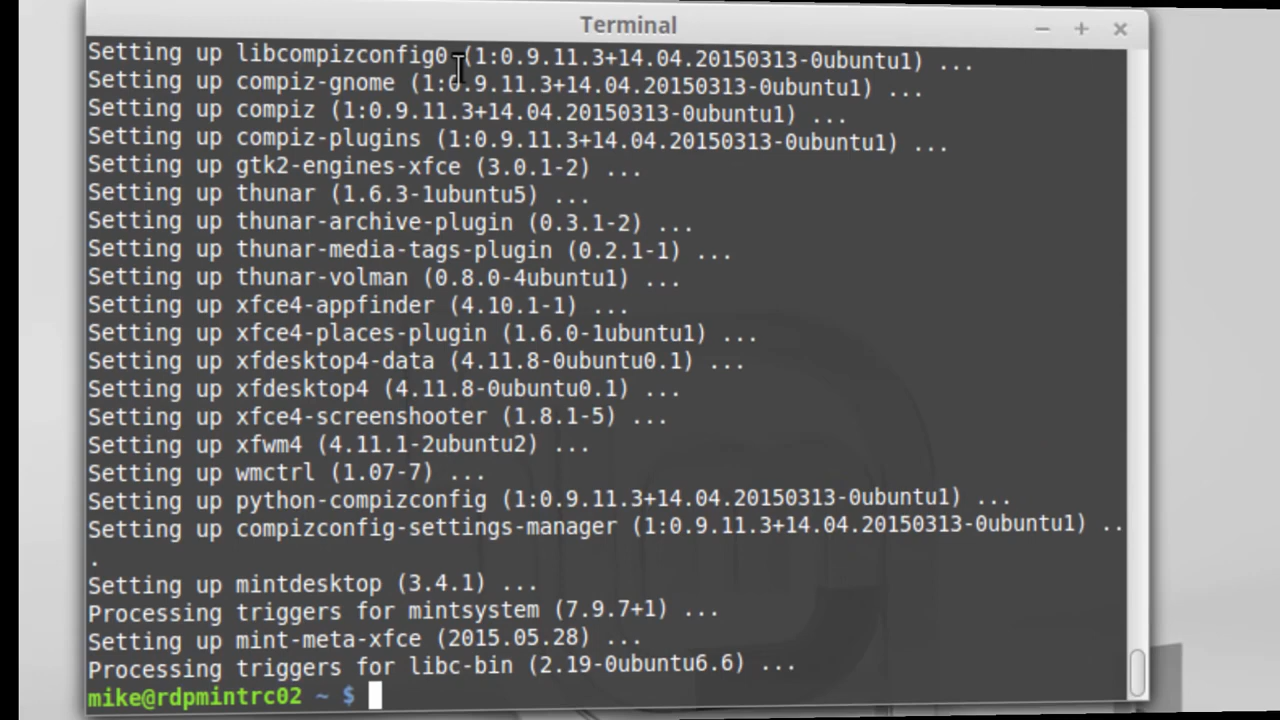 Terminal
Setting up libcompizconfig0 (1:0.9.11.3+14.04.20150313-0ubuntu1) ...
Setting up compiz-gnome (1:0.9.11.3+14.04.20150313-0ubuntu1) ...
Setting up compiz (1:0.9.11.3+14.04.20150313-0ubuntu1) ...
Setting up compiz-plugins (1:0.9.11.3+14.04.20150313-0ubuntu1) ...
Setting up gtk2-engines-xfce (3.0.1-2) ...
Setting up thunar (1.6.3-1ubuntu5) ...
Setting up thunar-archive-plugin (0.3.1-2) ...
Setting up thunar-media-tags-plugin (0.2.1-1) ...
Setting up thunar-volman (0.8.0-4ubuntu1) ...
Setting up xfce4-appfinder (4.10.1-1) ...
Setting up xfce4-places-plugin (1.6.0-1ubuntu1) ...
Setting up xfdesktop4-data (4.11.8-0ubuntu0.1) ...
Setting up xfdesktop4 (4.11.8-0ubuntu0.1) ...
Setting up xfce4-screenshooter (1.8.1-5) ...
Setting up xfwm4 (4.11.1-2ubuntu2) ...
Setting up wmctrl (1.07-7) ...
Setting up python-compizconfig (1:0.9.11.3+14.04.20150313-0ubuntu1) ...
Setting up compizconfig-settings-manager (1:0.9.11.3+14.04.20150313-0ubuntu1) ..
.
Setting up mintdesktop (3.4.1) ...
Processing triggers for mintsystem (7.9.7+1) ...
Setting up mint-meta-xfce (2015.05.28) ...
Processing triggers for libc-bin (2.19-0ubuntu6.6) ...
mike@rdpmintrc02 ~ $